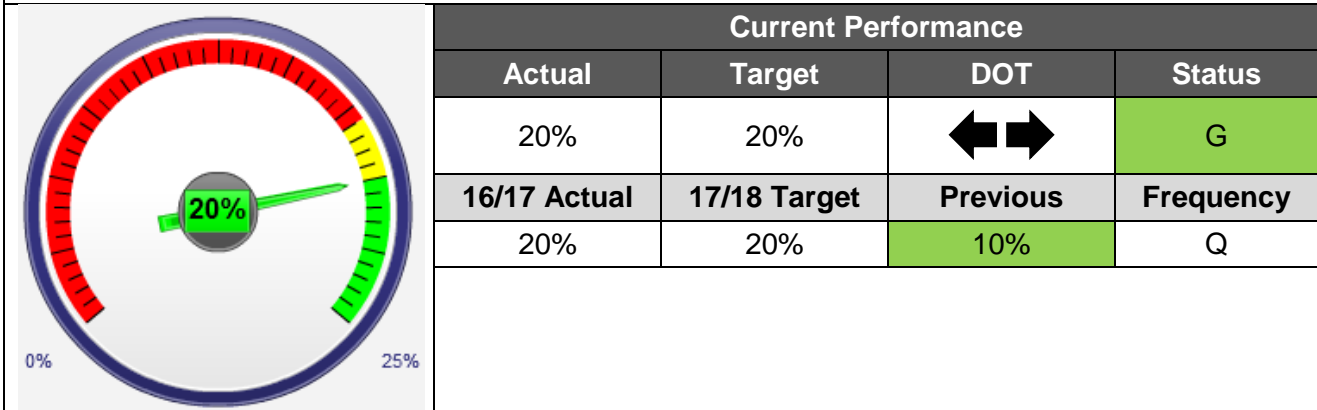 Current Performance
Actual Target DOT Status
20% 20% G
16/17 Actual 17/18 Target Previous Frequency
20% 20% 10% Q
20%
0% 25%